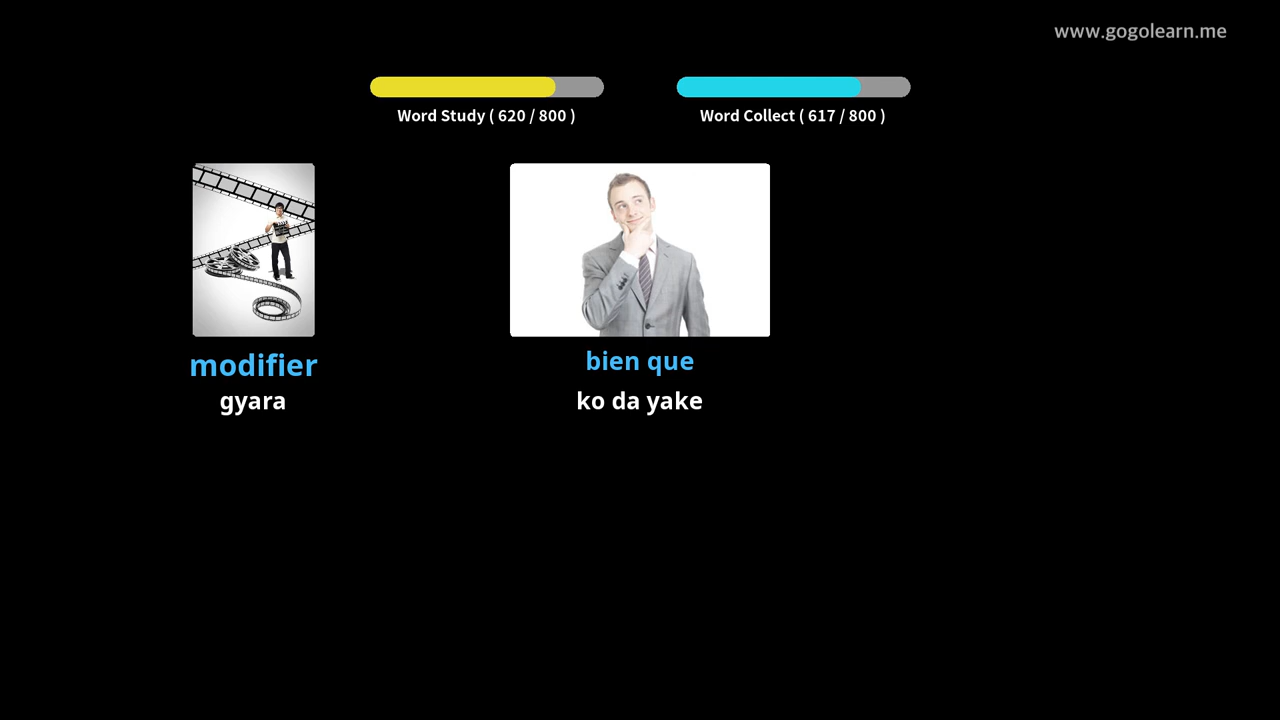 www.gogolearn.me
Word Study ( 620 / 800 )
Word Collect ( 617 / 800 )
modifier
gyara
bien que
ko da yake